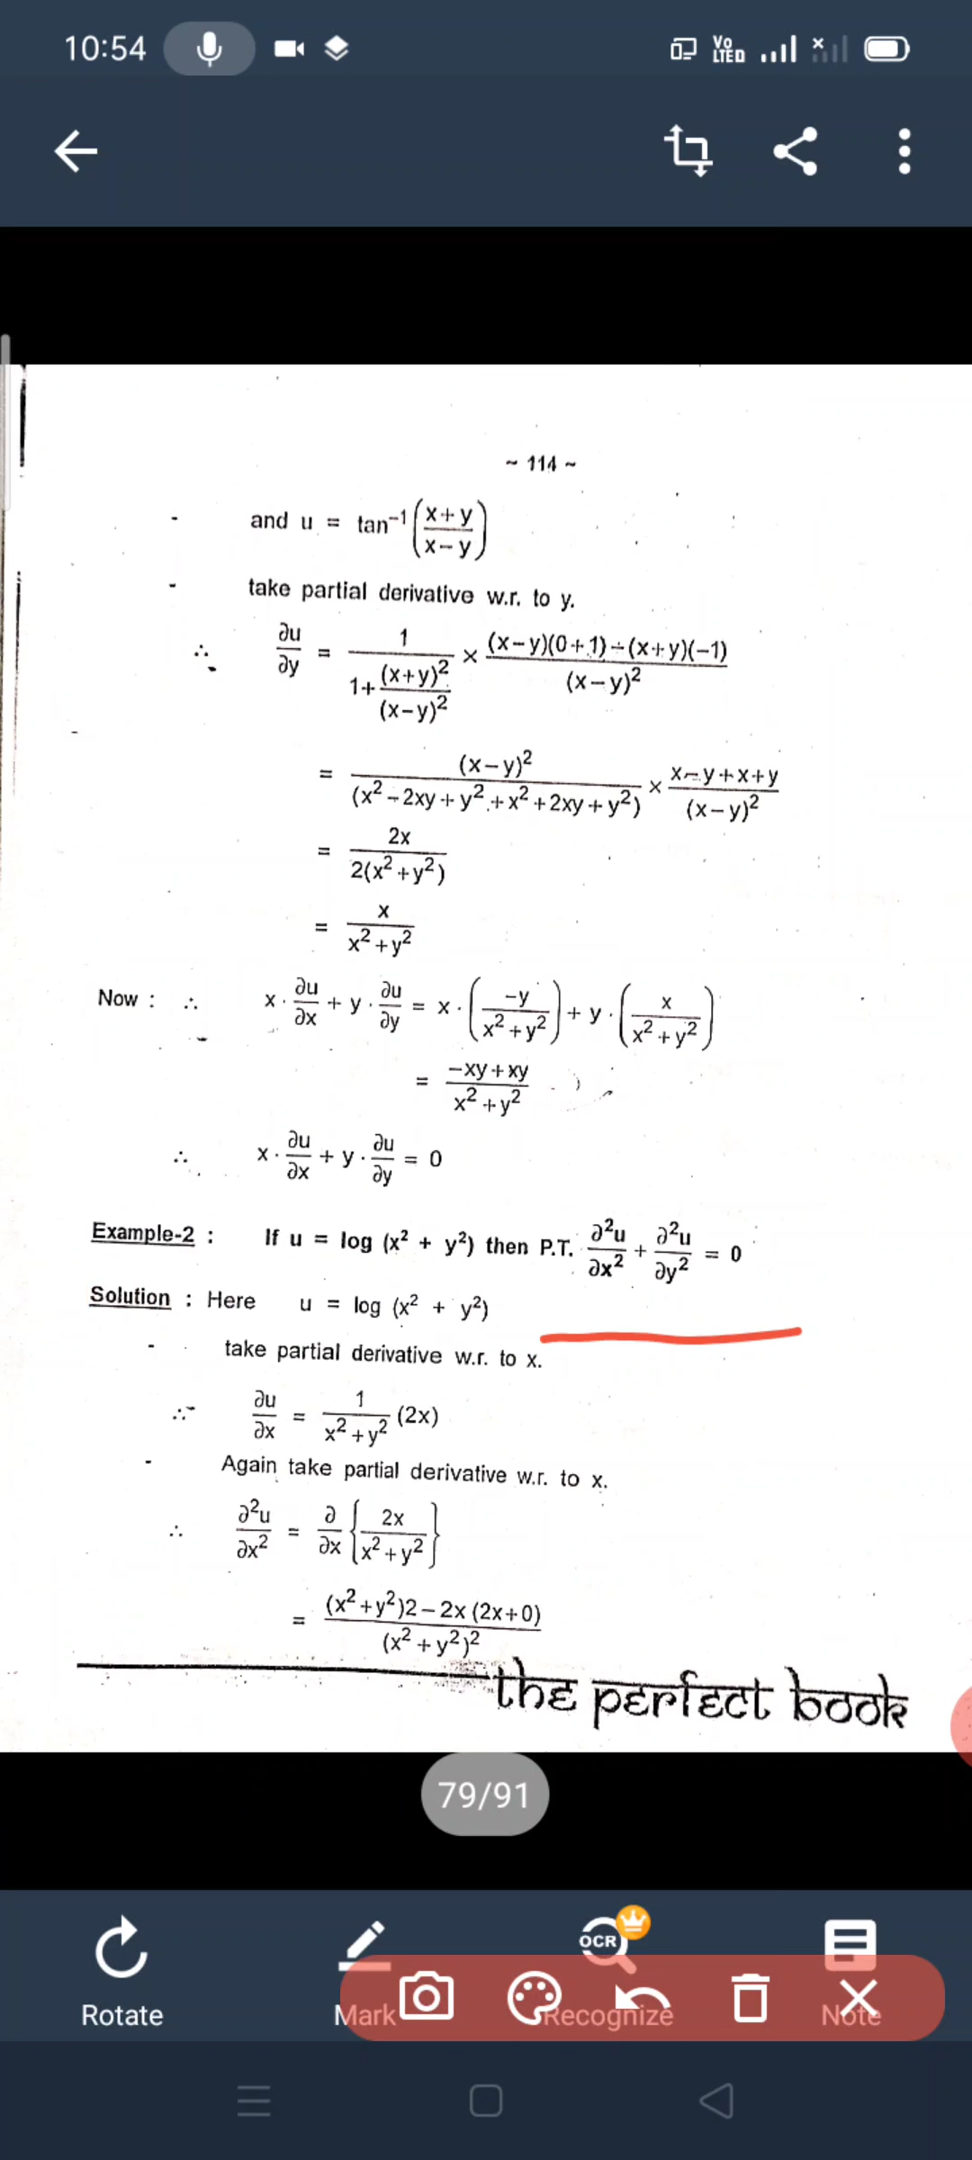 10:54
Vo LTE D
~ 114 ~
- and u = tan⁻¹((x+y)/(x−y))
- take partial derivative w.r. to y.
∴ ∂u/∂y = 1/(1+(x+y)²/(x−y)²) × ((x−y)(0+1)−(x+y)(−1))/(x−y)²
= (x−y)²/(x²−2xy+y²+x²+2xy+y²) × (x−y+x+y)/(x−y)²
= 2x/2(x²+y²)
= x/(x²+y²)
Now : ∴ x·∂u/∂x + y·∂u/∂y = x·(−y/(x²+y²)) + y·(x/(x²+y²))
= (−xy+xy)/(x²+y²)
∴ x·∂u/∂x + y·∂u/∂y = 0
Example-2 : If u = log (x² + y²) then P.T. ∂²u/∂x² + ∂²u/∂y² = 0
Solution : Here u = log (x² + y²)
- take partial derivative w.r. to x.
∴ ∂u/∂x = 1/(x²+y²) (2x)
- Again take partial derivative w.r. to x.
∴ ∂²u/∂x² = ∂/∂x {2x/(x²+y²)}
= ((x²+y²)2−2x(2x+0))/(x²+y²)²
the perfect book
79/91
OCR
Rotate Mark Recognize Note